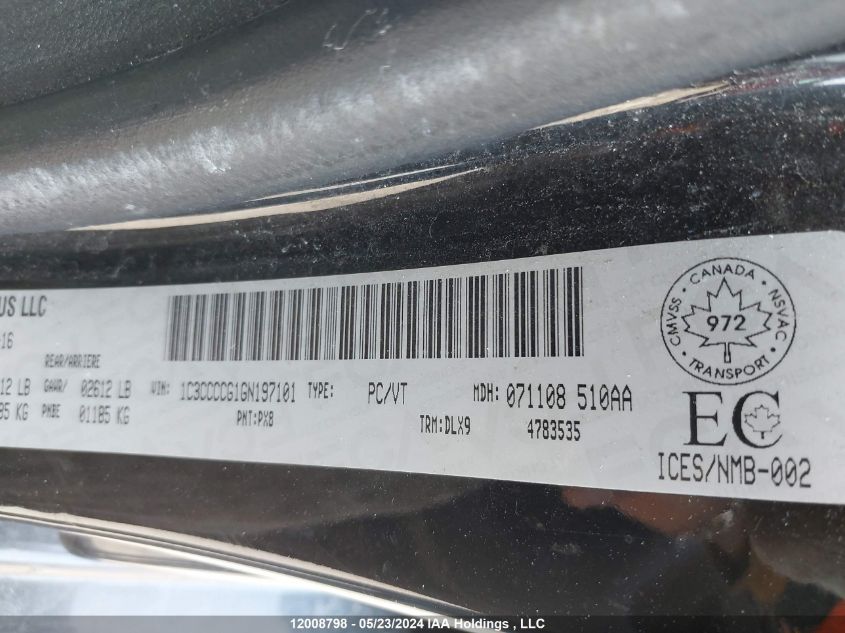 US LLC
-16
REAR/ARRIERE
12 LB GAWR/ 02612 LB VIN: 1C3CCCCG1GN197101 TYPE: PC/VT MDH: 071108 510AA
85 KG PNBE 01185 KG PNT:PX8 TRM:DLX9 4783535
CANADA
CMVSS NSVAC
972
TRANSPORT
EC
ICES/NMB-002
12008798 - 05/23/2024 IAA Holdings , LLC